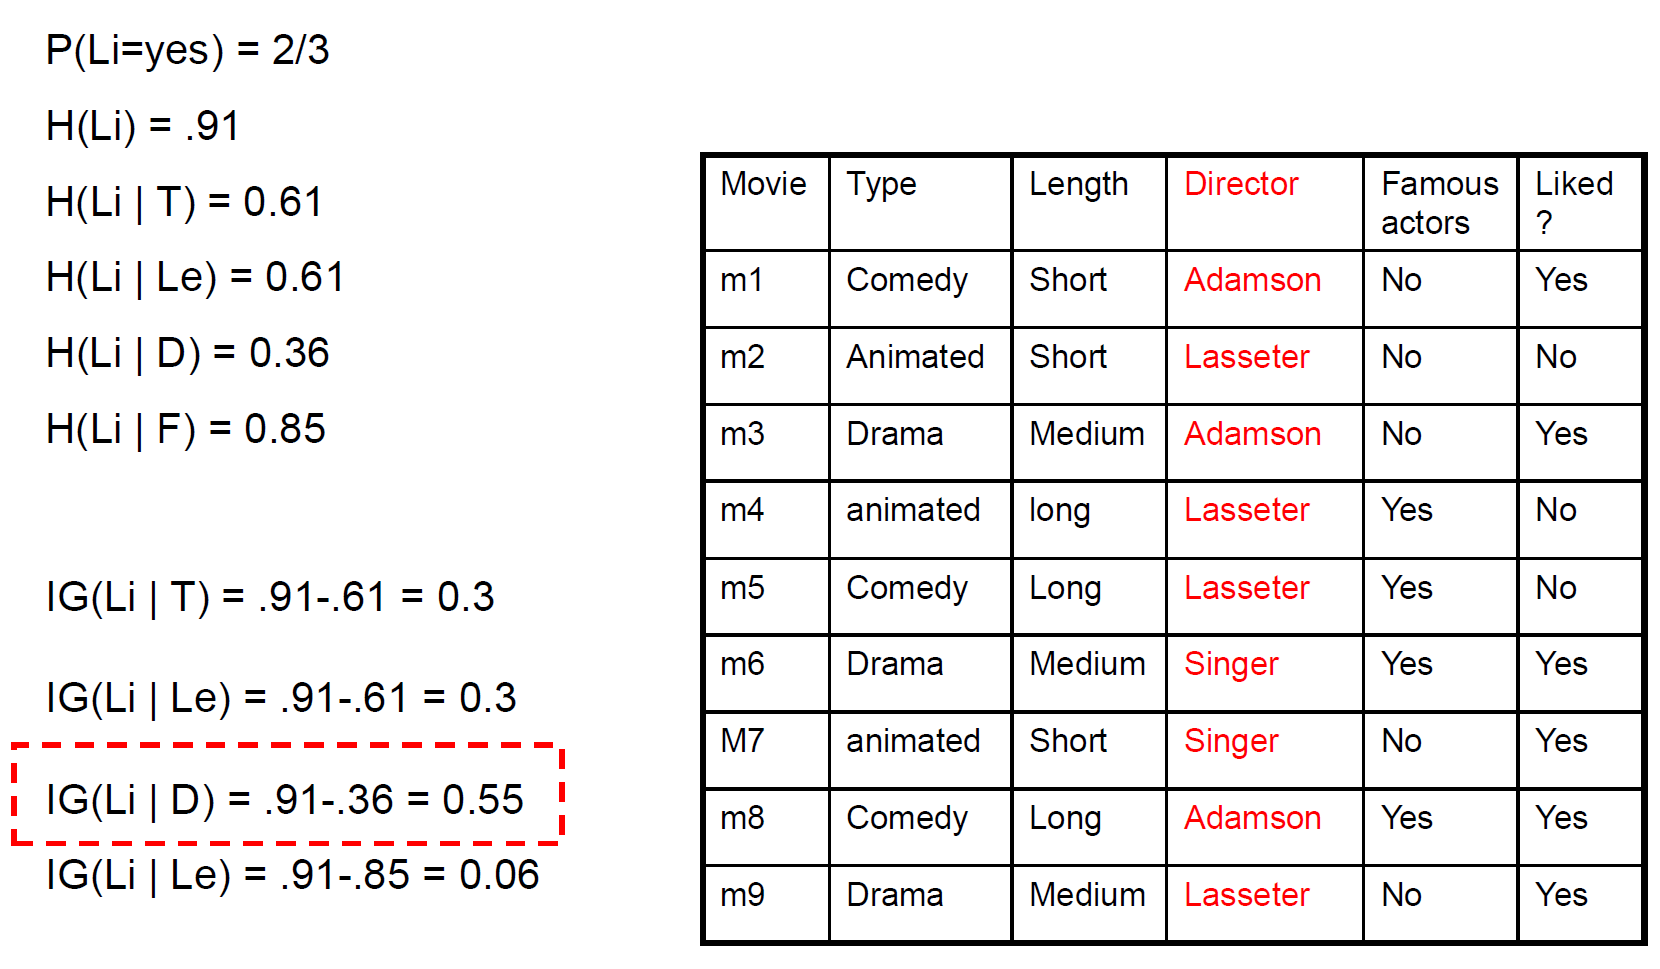 P(Li=yes) = 2/3
H(Li) = .91
H(Li | T) = 0.61
H(Li | Le) = 0.61
H(Li | D) = 0.36
H(Li | F) = 0.85
IG(Li | T) = .91-.61 = 0.3
IG(Li | Le) = .91-.61 = 0.3
IG(Li | D) = .91-.36 = 0.55
IG(Li | Le) = .91-.85 = 0.06
Movie Type Length Director Famous actors Liked ?
m1 Comedy Short Adamson No Yes
m2 Animated Short Lasseter No No
m3 Drama Medium Adamson No Yes
m4 animated long Lasseter Yes No
m5 Comedy Long Lasseter Yes No
m6 Drama Medium Singer Yes Yes
M7 animated Short Singer No Yes
m8 Comedy Long Adamson Yes Yes
m9 Drama Medium Lasseter No Yes